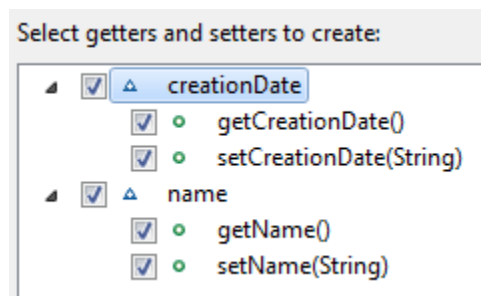 Select getters and setters to create:
creationDate
getCreationDate()
setCreationDate(String)
name
getName()
setName(String)